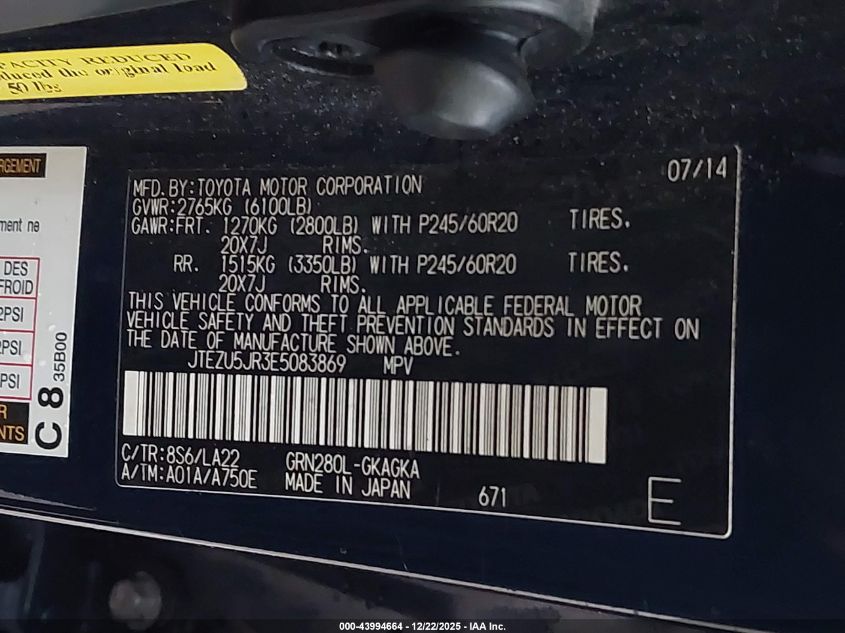 PACITY REDUCED
duced the original load
50 lbs
RGEMENT
ment ne
DES
FROID
2PSI
2PSI
PSI
R
NTS
C 8
35B00
07/14
MFD.BY:TOYOTA MOTOR CORPORATION
GVWR:2765KG (6100LB)
GAWR:FRT. 1270KG (2800LB) WITH P245/60R20 TIRES.
20X7J RIMS.
RR. 1515KG (3350LB) WITH P245/60R20 TIRES.
20X7J RIMS.
THIS VEHICLE CONFORMS TO ALL APPLICABLE FEDERAL MOTOR
VEHICLE SAFETY AND THEFT PREVENTION STANDARDS IN EFFECT ON
THE DATE OF MANUFACTURE SHOWN ABOVE.
JTEZU5JR3E5083869 MPV
C/TR:8S6/LA22 GRN280L-GKAGKA
A/TM:A01A/A750E MADE IN JAPAN 671 E
000-43994664 - 12/22/2025 - IAA Inc.